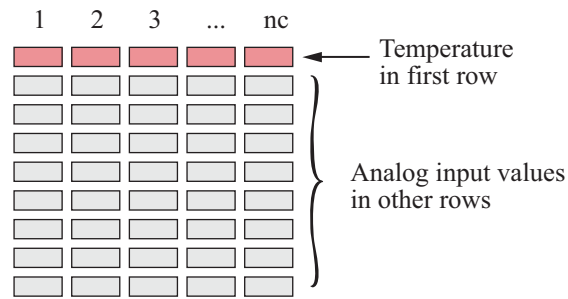 1 2 3 ... nc
Temperature
in first row
Analog input values
in other rows